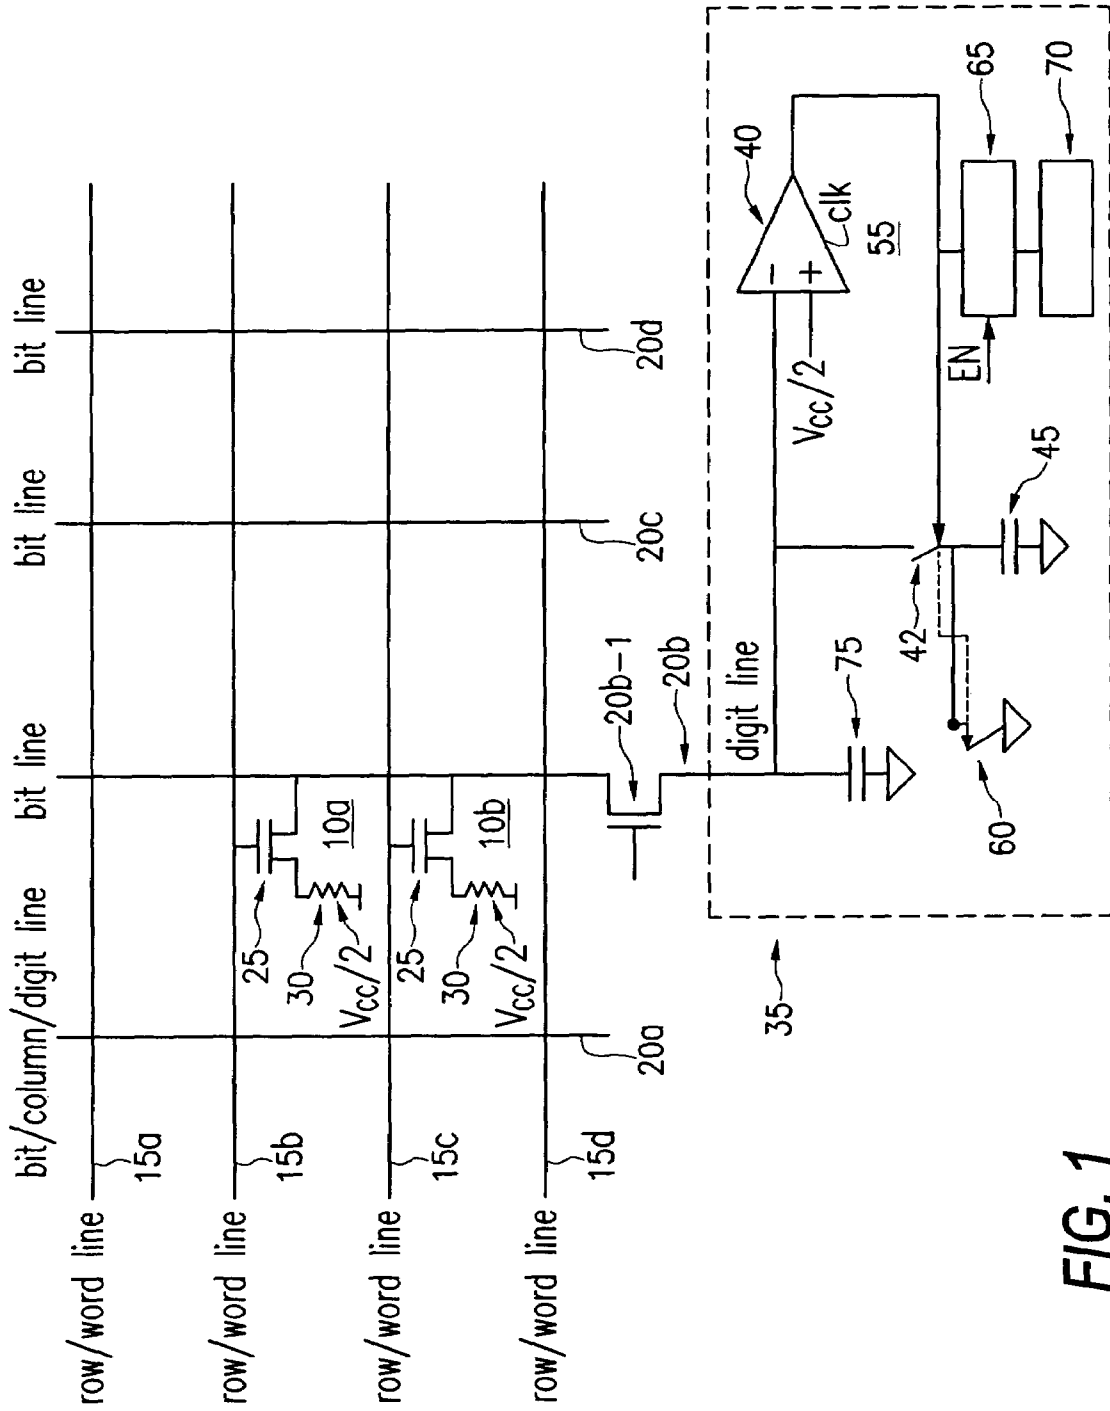 bit/column/digit line
bit line
bit line
bit line
row/word line
15a
row/word line
15b
row/word line
15c
row/word line
15d
25
10a
30
Vcc/2
25
10b
30
Vcc/2
20a
20b-1
20b
20c
20d
35
digit line
75
40
−
+
clk
55
Vcc/2
42
45
60
EN
65
70
FIG. 1